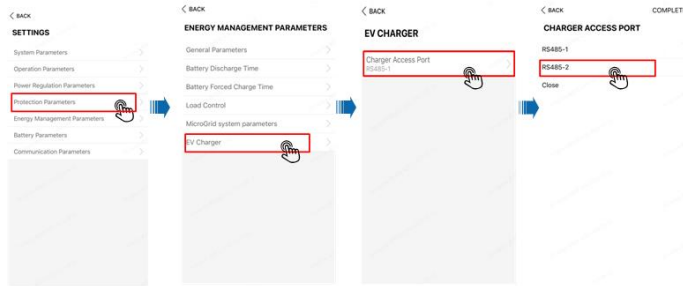 BACK
SETTINGS
System Parameters
Operation Parameters
Power Regulation Parameters
Protection Parameters
Energy Management Parameters
Battery Parameters
Communication Parameters
BACK
ENERGY MANAGEMENT PARAMETERS
General Parameters
Battery Discharge Time
Battery Forced Charge Time
Load Control
MicroGrid system parameters
EV Charger
BACK
EV CHARGER
Charger Access Port
RS485-1
BACK COMPLET
CHARGER ACCESS PORT
RS485-1
RS485-2
Close